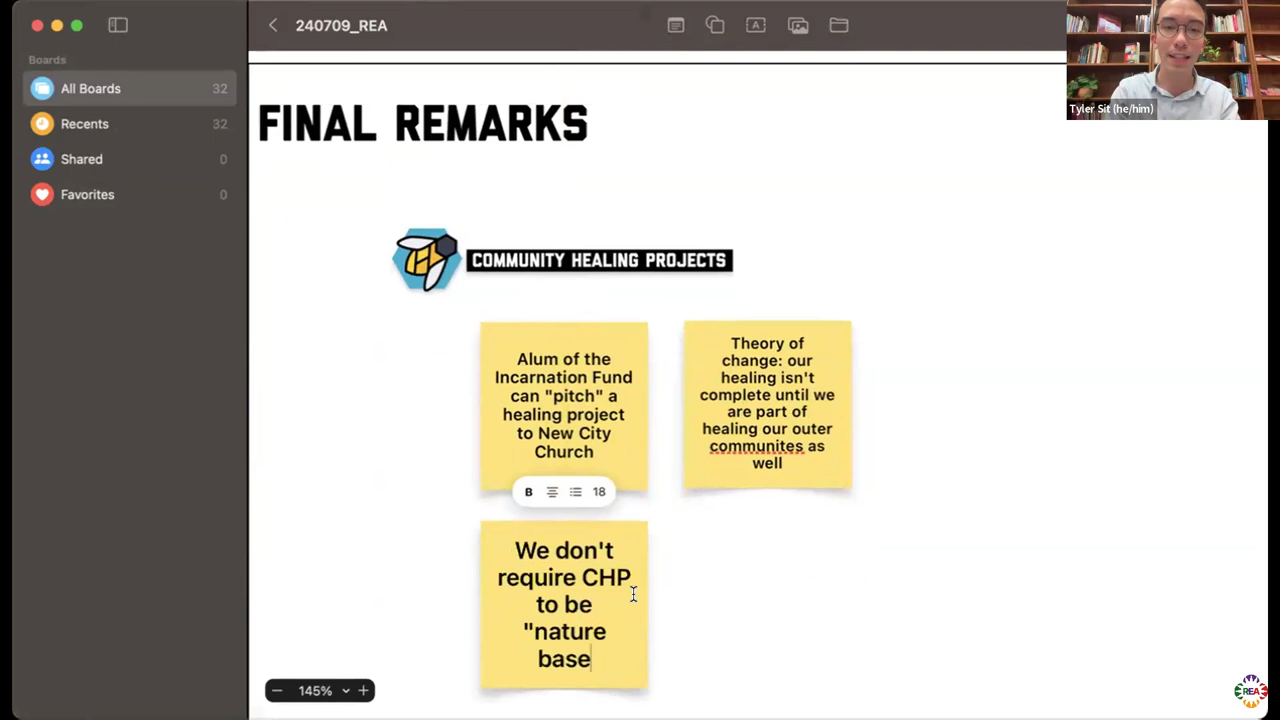 240709_REA
Boards
All Boards 32
Recents 32
Shared 0
Favorites 0
Tyler Sit (he/him)
FINAL REMARKS
COMMUNITY HEALING PROJECTS
Alum of the
Incarnation Fund
can "pitch" a
healing project
to New City
Church
Theory of
change: our
healing isn't
complete until we
are part of
healing our outer
communites as
well
B 18
We don't
require CHP
to be
"nature
base
145%
REA